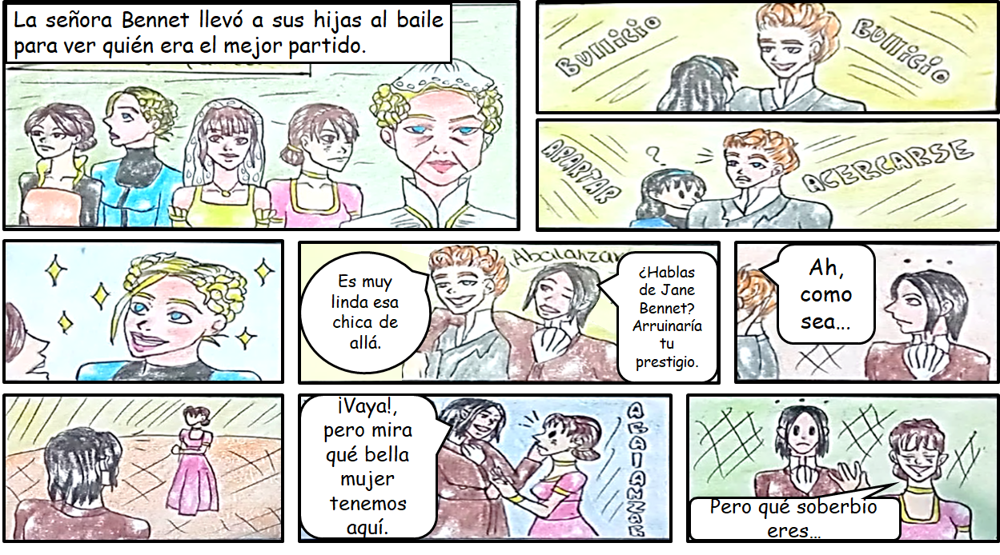 La señora Bennet llevó a sus hijas al baile
para ver quién era el mejor partido.
BULLICIO
BULLICIO
APARTAR
?
ACERCARSE
Es muy
linda esa
chica de
allá.
Abalanzar
¿Hablas
de Jane
Bennet?
Arruinaría
tu
prestigio.
Ah,
como
sea...
¡Vaya!,
pero mira
qué bella
mujer
tenemos
aquí.
ABALANZAR
Pero qué soberbio
eres...